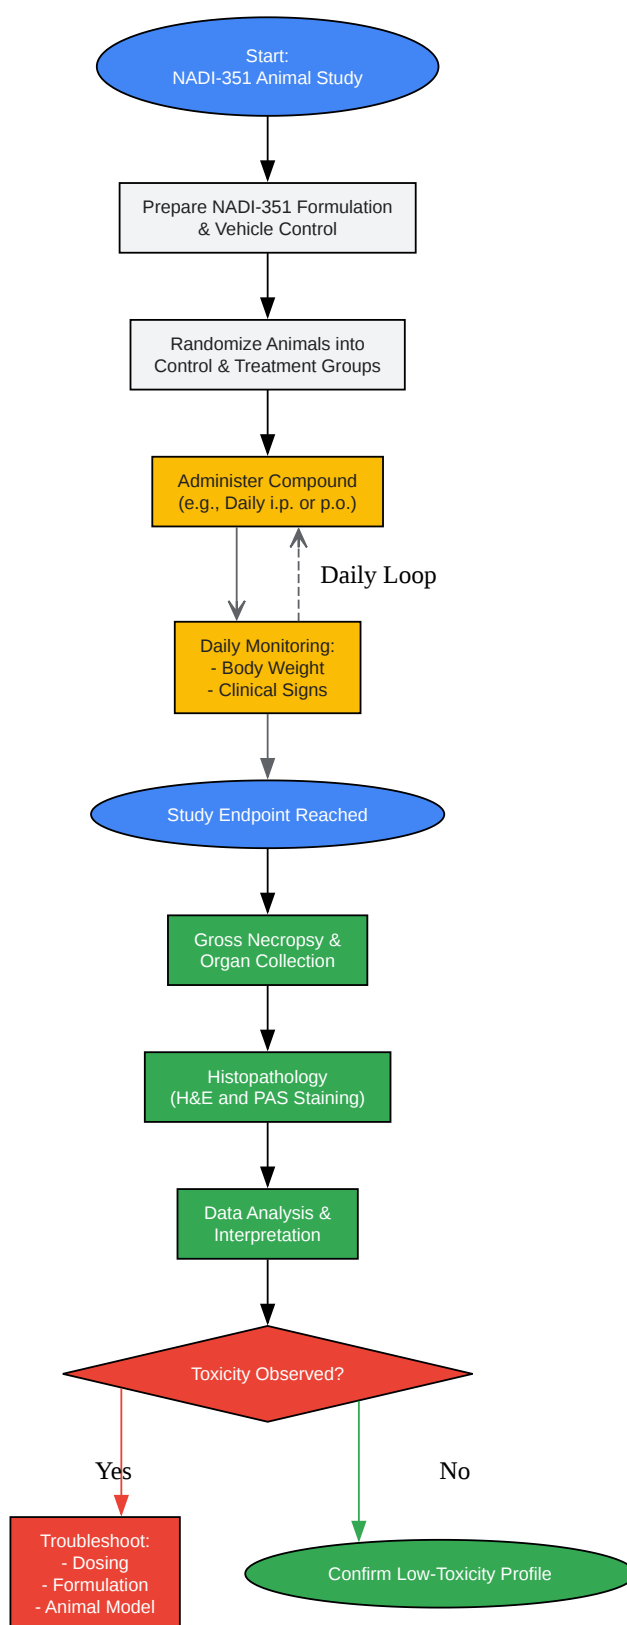 Start:
NADI-351 Animal Study
Prepare NADI-351 Formulation
& Vehicle Control
Randomize Animals into
Control & Treatment Groups
Administer Compound
(e.g., Daily i.p. or p.o.)
Daily Loop
Daily Monitoring:
- Body Weight
- Clinical Signs
Study Endpoint Reached
Gross Necropsy &
Organ Collection
Histopathology
(H&E and PAS Staining)
Data Analysis &
Interpretation
Toxicity Observed?
Yes
No
Troubleshoot:
- Dosing
- Formulation
- Animal Model
Confirm Low-Toxicity Profile